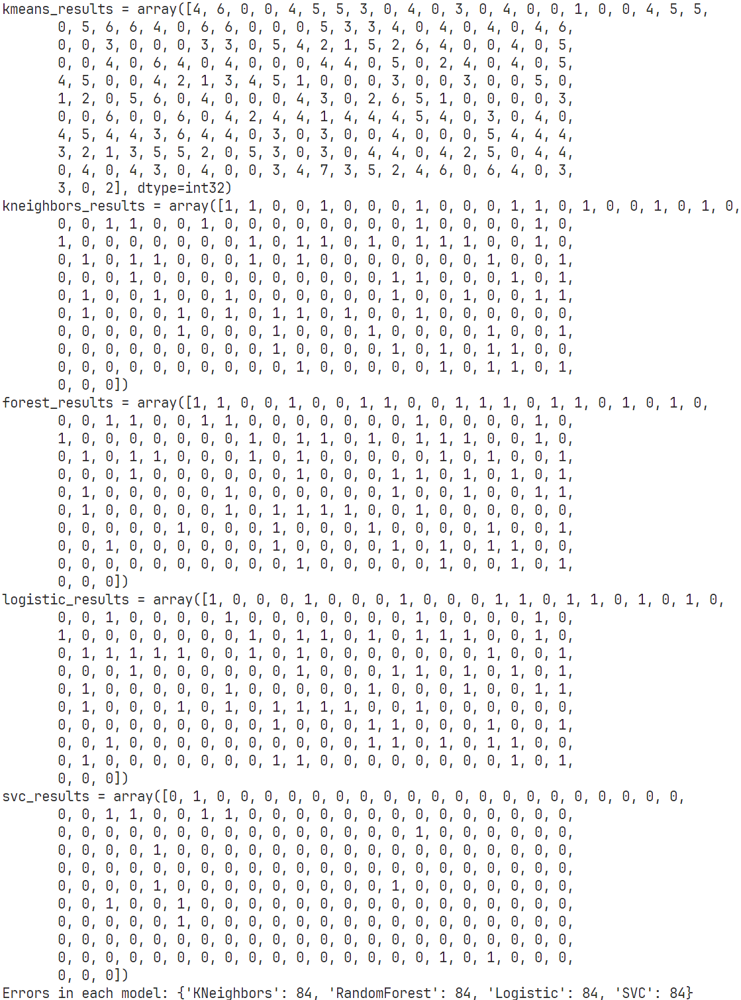 kmeans_results = array([4, 6, 0, 0, 4, 5, 5, 3, 0, 4, 0, 3, 0, 4, 0, 0, 1, 0, 0, 4, 5, 5,
0, 5, 6, 6, 4, 0, 6, 6, 0, 0, 0, 5, 3, 3, 4, 0, 4, 0, 4, 0, 4, 6,
0, 0, 3, 0, 0, 0, 3, 3, 0, 5, 4, 2, 1, 5, 2, 6, 4, 0, 0, 4, 0, 5,
0, 0, 4, 0, 6, 4, 0, 4, 0, 0, 0, 4, 4, 0, 5, 0, 2, 4, 0, 4, 0, 5,
4, 5, 0, 0, 4, 2, 1, 3, 4, 5, 1, 0, 0, 0, 3, 0, 0, 3, 0, 0, 5, 0,
1, 2, 0, 5, 6, 0, 4, 0, 0, 0, 4, 3, 0, 2, 6, 5, 1, 0, 0, 0, 0, 3,
0, 0, 6, 0, 0, 6, 0, 4, 2, 4, 4, 1, 4, 4, 4, 5, 4, 0, 3, 0, 4, 0,
4, 5, 4, 4, 3, 6, 4, 4, 0, 3, 0, 3, 0, 0, 4, 0, 0, 0, 5, 4, 4, 4,
3, 2, 1, 3, 5, 5, 2, 0, 5, 3, 0, 3, 0, 4, 4, 0, 4, 2, 5, 0, 4, 4,
0, 4, 0, 4, 3, 0, 4, 0, 0, 3, 4, 7, 3, 5, 2, 4, 6, 0, 6, 4, 0, 3,
3, 0, 2], dtype=int32)
kneighbors_results = array([1, 1, 0, 0, 1, 0, 0, 0, 1, 0, 0, 0, 1, 1, 0, 1, 0, 0, 1, 0, 1, 0,
0, 0, 1, 1, 0, 0, 1, 0, 0, 0, 0, 0, 0, 0, 0, 1, 0, 0, 0, 0, 1, 0,
1, 0, 0, 0, 0, 0, 0, 0, 1, 0, 1, 1, 0, 1, 0, 1, 1, 1, 0, 0, 1, 0,
0, 1, 0, 1, 1, 0, 0, 0, 1, 0, 1, 0, 0, 0, 0, 0, 0, 0, 1, 0, 0, 1,
0, 0, 0, 1, 0, 0, 0, 0, 0, 0, 0, 0, 0, 0, 1, 1, 0, 0, 0, 1, 0, 1,
0, 1, 0, 0, 1, 0, 0, 1, 0, 0, 0, 0, 0, 0, 1, 0, 0, 1, 0, 0, 1, 1,
0, 1, 0, 0, 0, 1, 0, 1, 0, 1, 1, 0, 1, 0, 0, 1, 0, 0, 0, 0, 0, 0,
0, 0, 0, 0, 0, 1, 0, 0, 0, 1, 0, 0, 0, 1, 0, 0, 0, 0, 1, 0, 0, 1,
0, 0, 0, 0, 0, 0, 0, 0, 0, 1, 0, 0, 0, 0, 1, 0, 1, 0, 1, 1, 0, 0,
0, 0, 0, 0, 0, 0, 0, 0, 0, 0, 1, 0, 0, 0, 0, 0, 1, 0, 1, 1, 0, 1,
0, 0, 0])
forest_results = array([1, 1, 0, 0, 1, 0, 0, 1, 1, 0, 0, 1, 1, 1, 0, 1, 1, 0, 1, 0, 1, 0,
0, 0, 1, 1, 0, 0, 1, 1, 0, 0, 0, 0, 0, 0, 0, 1, 0, 0, 0, 0, 1, 0,
1, 0, 0, 0, 0, 0, 0, 0, 1, 0, 1, 1, 0, 1, 0, 1, 1, 1, 0, 0, 1, 0,
0, 1, 0, 1, 1, 0, 0, 0, 1, 0, 1, 0, 0, 0, 0, 0, 1, 0, 1, 0, 0, 1,
0, 0, 0, 1, 0, 0, 0, 0, 0, 0, 1, 0, 0, 0, 1, 1, 0, 1, 0, 1, 0, 1,
0, 1, 0, 0, 0, 0, 0, 1, 0, 0, 0, 0, 0, 0, 1, 0, 0, 1, 0, 0, 1, 1,
0, 1, 0, 0, 0, 0, 0, 1, 0, 1, 1, 1, 1, 0, 0, 1, 0, 0, 0, 0, 0, 0,
0, 0, 0, 0, 0, 1, 0, 0, 0, 1, 0, 0, 0, 1, 0, 0, 0, 0, 1, 0, 0, 1,
0, 0, 1, 0, 0, 0, 0, 0, 0, 1, 0, 0, 0, 0, 1, 0, 1, 0, 1, 1, 0, 0,
0, 0, 0, 0, 0, 0, 0, 0, 0, 0, 1, 0, 0, 0, 0, 0, 1, 0, 0, 1, 0, 1,
0, 0, 0])
logistic_results = array([1, 0, 0, 0, 1, 0, 0, 0, 1, 0, 0, 0, 1, 1, 0, 1, 1, 0, 1, 0, 1, 0,
0, 0, 1, 0, 0, 0, 0, 1, 0, 0, 0, 0, 0, 0, 0, 1, 0, 0, 0, 0, 1, 0,
1, 0, 0, 0, 0, 0, 0, 0, 1, 0, 1, 1, 0, 1, 0, 1, 1, 1, 0, 0, 1, 0,
0, 1, 1, 1, 1, 1, 0, 0, 1, 0, 1, 0, 0, 0, 0, 0, 0, 0, 1, 0, 0, 1,
0, 0, 0, 1, 0, 0, 0, 0, 0, 0, 1, 0, 0, 0, 1, 1, 0, 1, 0, 1, 0, 1,
0, 1, 0, 0, 0, 0, 0, 1, 0, 0, 0, 0, 0, 1, 0, 0, 0, 1, 0, 0, 1, 1,
0, 1, 0, 0, 0, 1, 0, 1, 0, 1, 1, 1, 1, 0, 0, 1, 0, 0, 0, 0, 0, 0,
0, 0, 0, 0, 0, 0, 0, 0, 0, 1, 0, 0, 0, 1, 1, 0, 0, 0, 1, 0, 0, 1,
0, 0, 1, 0, 0, 0, 0, 0, 0, 0, 0, 0, 0, 1, 1, 0, 1, 0, 1, 1, 0, 0,
0, 1, 0, 0, 0, 0, 0, 0, 0, 1, 1, 0, 0, 0, 0, 0, 0, 0, 0, 1, 0, 1,
0, 0, 0])
svc_results = array([0, 1, 0, 0, 0, 0, 0, 0, 0, 0, 0, 0, 0, 0, 0, 0, 0, 0, 0, 0, 0, 0,
0, 0, 1, 1, 0, 0, 1, 1, 0, 0, 0, 0, 0, 0, 0, 0, 0, 0, 0, 0, 0, 0,
0, 0, 0, 0, 0, 0, 0, 0, 0, 0, 0, 0, 0, 0, 0, 1, 0, 0, 0, 0, 0, 0,
0, 0, 0, 0, 1, 0, 0, 0, 0, 0, 0, 0, 0, 0, 0, 0, 0, 0, 0, 0, 0, 0,
0, 0, 0, 0, 0, 0, 0, 0, 0, 0, 0, 0, 0, 0, 0, 0, 0, 0, 0, 0, 0, 0,
0, 0, 0, 0, 1, 0, 0, 0, 0, 0, 0, 0, 0, 0, 1, 0, 0, 0, 0, 0, 0, 0,
0, 0, 1, 0, 0, 1, 0, 0, 0, 0, 0, 0, 0, 0, 0, 0, 0, 0, 0, 0, 0, 0,
0, 0, 0, 0, 0, 1, 0, 0, 0, 0, 0, 0, 0, 0, 0, 0, 0, 0, 0, 0, 0, 0,
0, 0, 0, 0, 0, 0, 0, 0, 0, 0, 0, 0, 0, 0, 0, 0, 0, 0, 0, 0, 0, 0,
0, 0, 0, 0, 0, 0, 0, 0, 0, 0, 0, 0, 0, 0, 0, 0, 1, 0, 1, 0, 0, 0,
0, 0, 0])
Errors in each model: {'KNeighbors': 84, 'RandomForest': 84, 'Logistic': 84, 'SVC': 84}